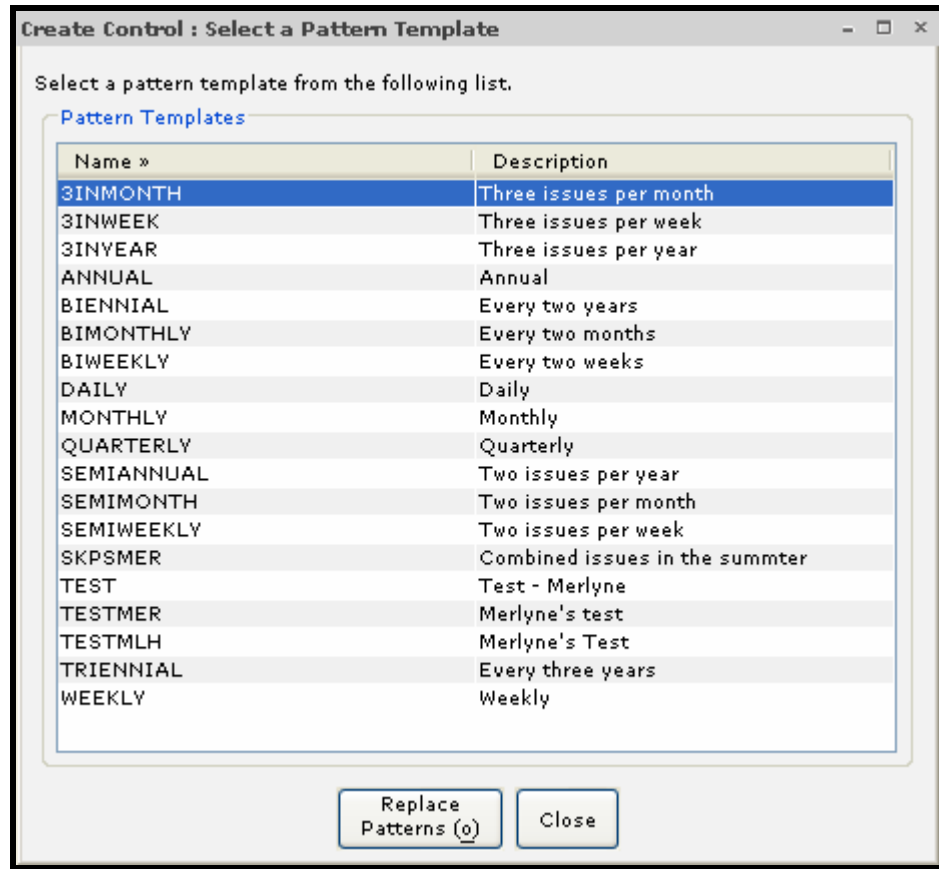 Create Control : Select a Pattern Template
Select a pattern template from the following list.
Pattern Templates
Name » Description
3INMONTH Three issues per month
3INWEEK Three issues per week
3INYEAR Three issues per year
ANNUAL Annual
BIENNIAL Every two years
BIMONTHLY Every two months
BIWEEKLY Every two weeks
DAILY Daily
MONTHLY Monthly
QUARTERLY Quarterly
SEMIANNUAL Two issues per year
SEMIMONTH Two issues per month
SEMIWEEKLY Two issues per week
SKPSMER Combined issues in the summter
TEST Test - Merlyne
TESTMER Merlyne's test
TESTMLH Merlyne's Test
TRIENNIAL Every three years
WEEKLY Weekly
Replace
Patterns (o)
Close